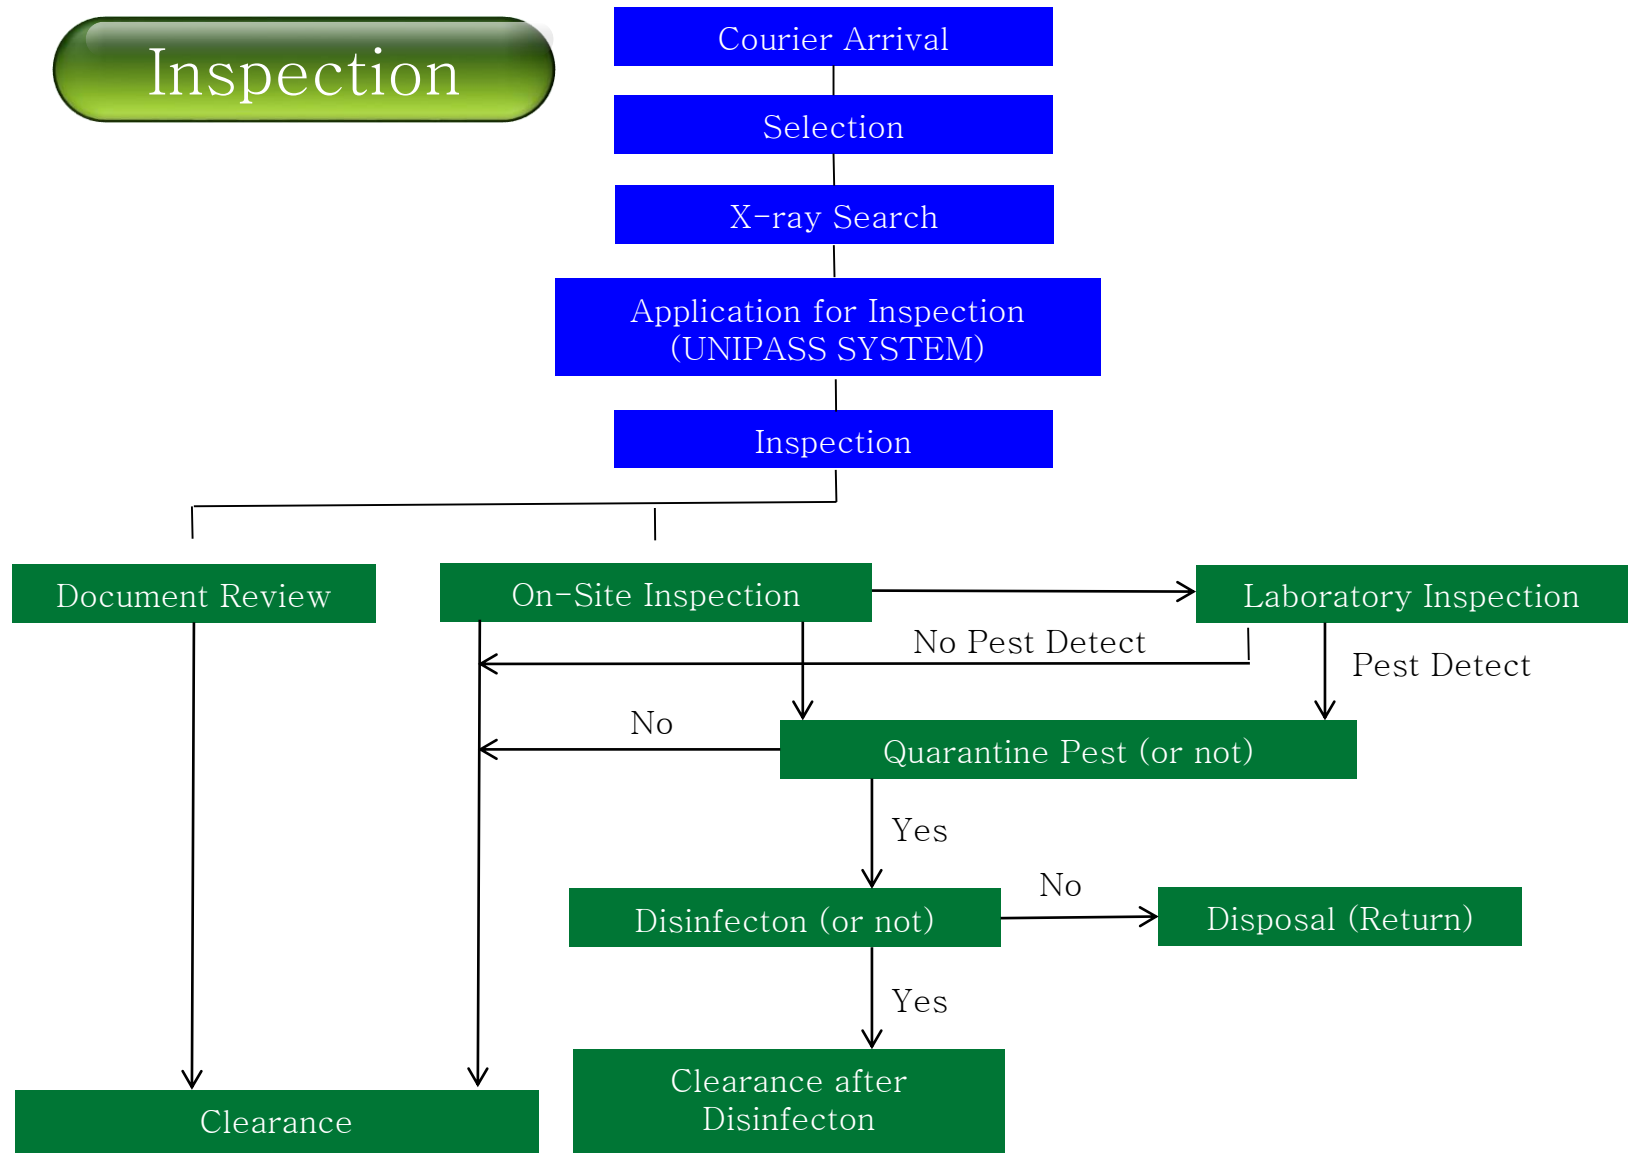 Inspection
Courier Arrival
Selection
X-ray Search
Application for Inspection
(UNIPASS SYSTEM)
Inspection
Document Review
On-Site Inspection
Laboratory Inspection
No Pest Detect
Pest Detect
No
Quarantine Pest (or not)
Yes
No
Disinfecton (or not)
Disposal (Return)
Yes
Clearance after
Disinfecton
Clearance